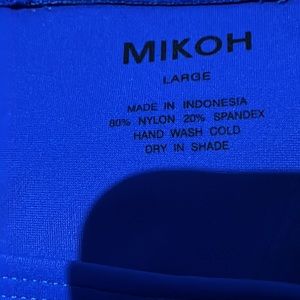 MIKOH
LARGE
MADE IN INDONESIA
80% NYLON 20% SPANDEX
HAND WASH COLD
DRY IN SHADE